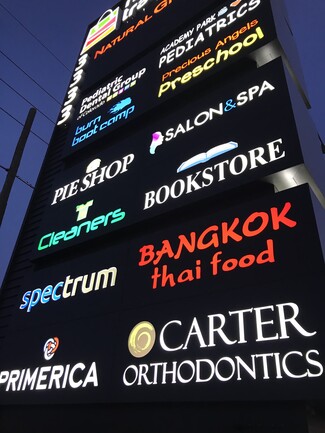 NATURAL GRO
ACADEMY PARK
PEDIATRICS
Pediatric
Dental Group
Precious Angels
Preschool
burn
boot camp
SALON & SPA
PIE SHOP
BOOKSTORE
Cleaners
BANGKOK
thai food
spectrum
CARTER
ORTHODONTICS
PRIMERICA